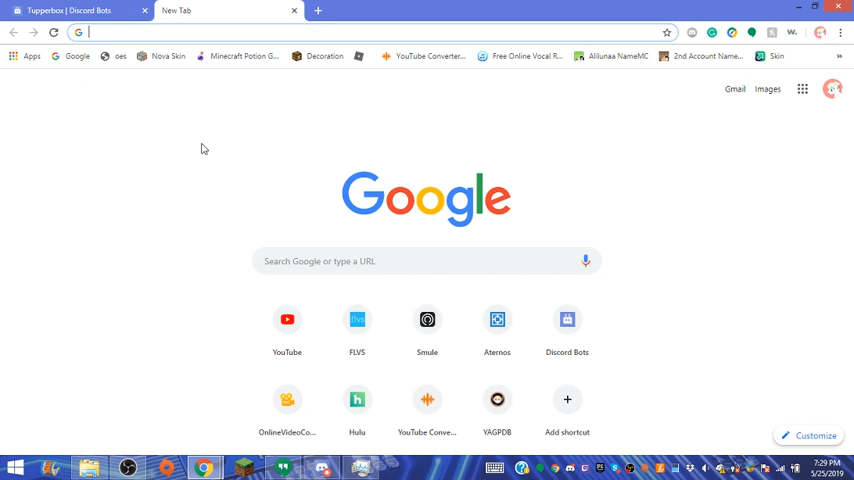 Tupperbox | Discord Bots
New Tab
Apps Google oes Nova Skin Minecraft Potion G... Decoration YouTube Converter... Free Online Vocal R... Alilunaa NameMC 2nd Account Name... Skin »
Gmail Images
Google
Search Google or type a URL
flvs
YouTube FLVS Smule Aternos Discord Bots
OnlineVideoCo... Hulu YouTube Conve... YAGPDB Add shortcut
Customize
7:29 PM
5/25/2019